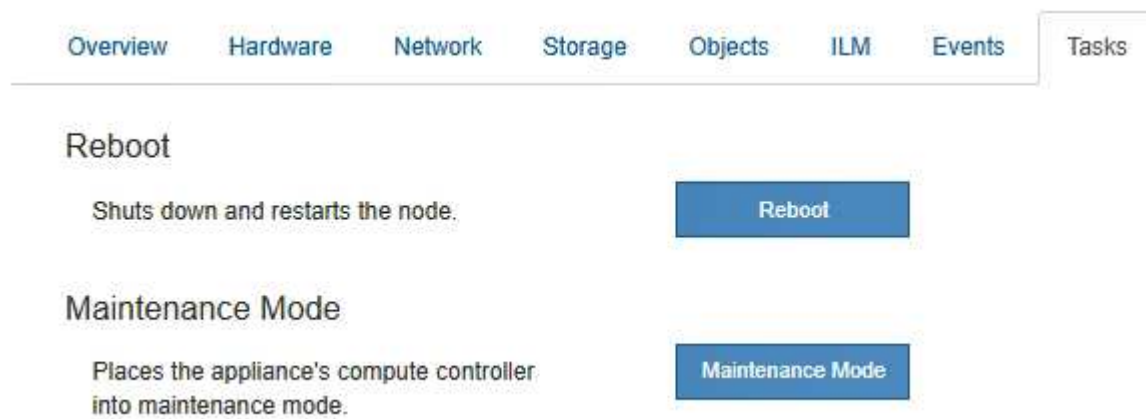 Overview Hardware Network Storage Objects ILM Events Tasks
Reboot
Shuts down and restarts the node.
Reboot
Maintenance Mode
Places the appliance's compute controller
into maintenance mode.
Maintenance Mode